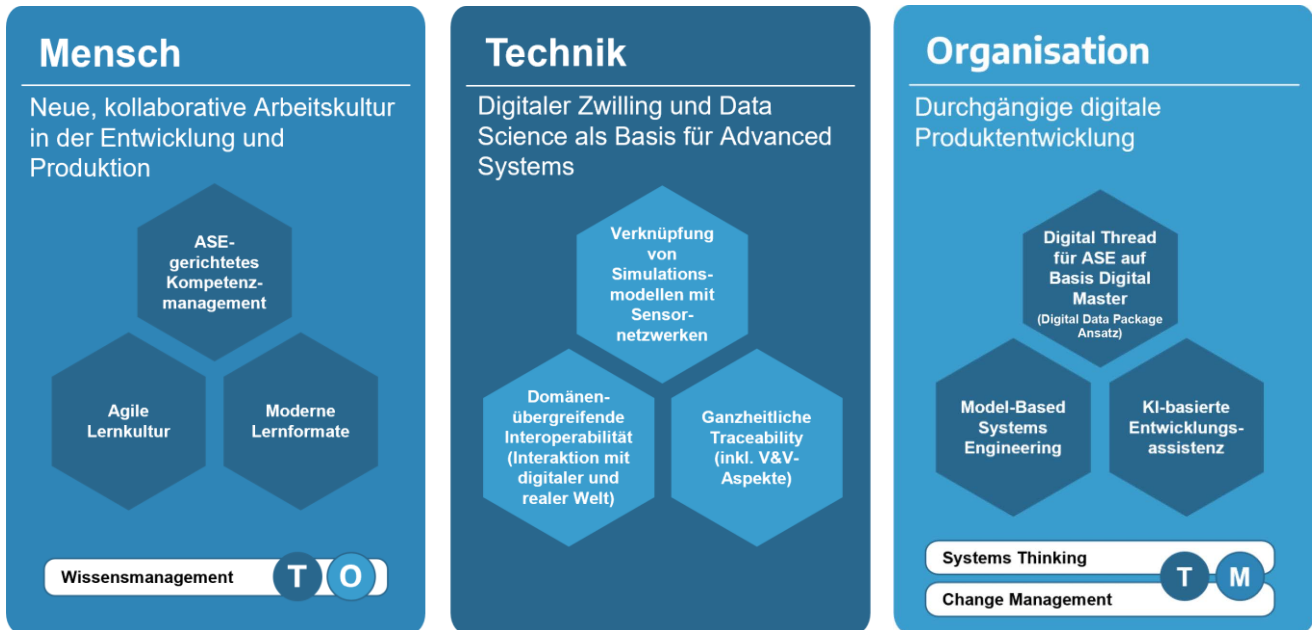 Mensch
Neue, kollaborative Arbeitskultur
in der Entwicklung und
Produktion
ASE-
gerichtetes
Kompetenz-
management
Agile
Lernkultur
Moderne
Lernformate
Wissensmanagement
T
O
Technik
Digitaler Zwilling und Data
Science als Basis für Advanced
Systems
Verknüpfung
von
Simulations-
modellen mit
Sensor-
netzwerken
Domänen-
übergreifende
Interoperabilität
(Interaktion mit
digitaler und
realer Welt)
Ganzheitliche
Traceability
(inkl. V&V-
Aspekte)
Organisation
Durchgängige digitale
Produktentwicklung
Digital Thread
für ASE auf
Basis Digital
Master
(Digital Data Package
Ansatz)
Model-Based
Systems
Engineering
KI-basierte
Entwicklungs-
assistenz
Systems Thinking
Change Management
T
M